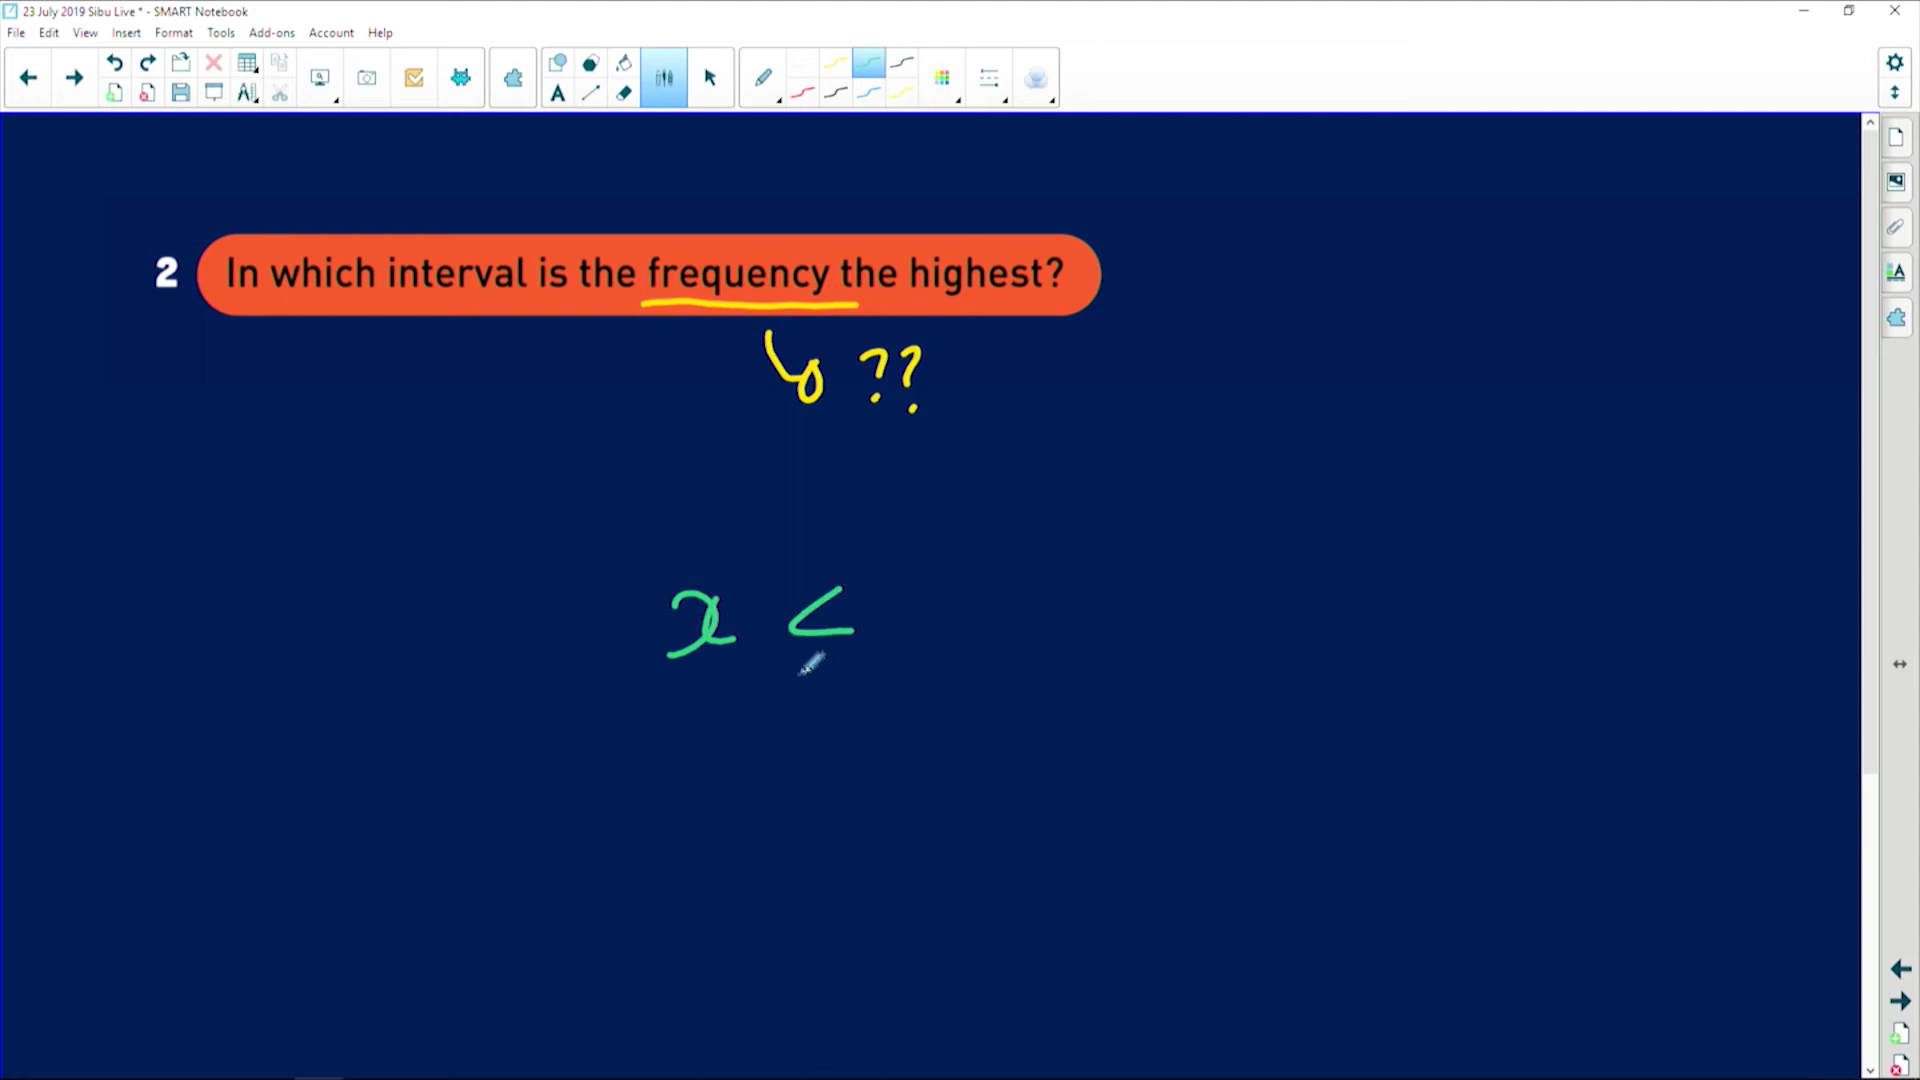 23 July 2019 Sibu Live * - SMART Notebook
File Edit View Insert Format Tools Add-ons Account Help
2 In which interval is the frequency the highest?
??
x <